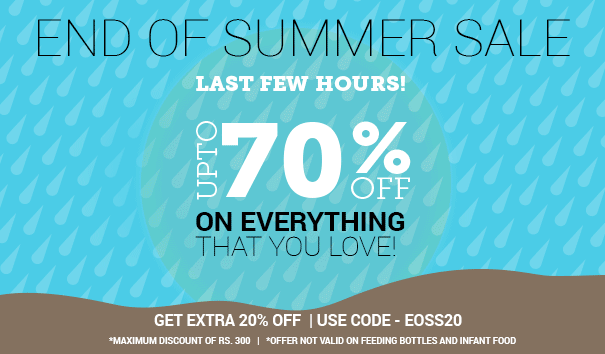 END OF SUMMER SALE
LAST FEW HOURS!
UPTO 70% OFF
ON EVERYTHING
THAT YOU LOVE!
GET EXTRA 20% OFF | USE CODE - EOSS20
*MAXIMUM DISCOUNT OF RS. 300 | *OFFER NOT VALID ON FEEDING BOTTLES AND INFANT FOOD